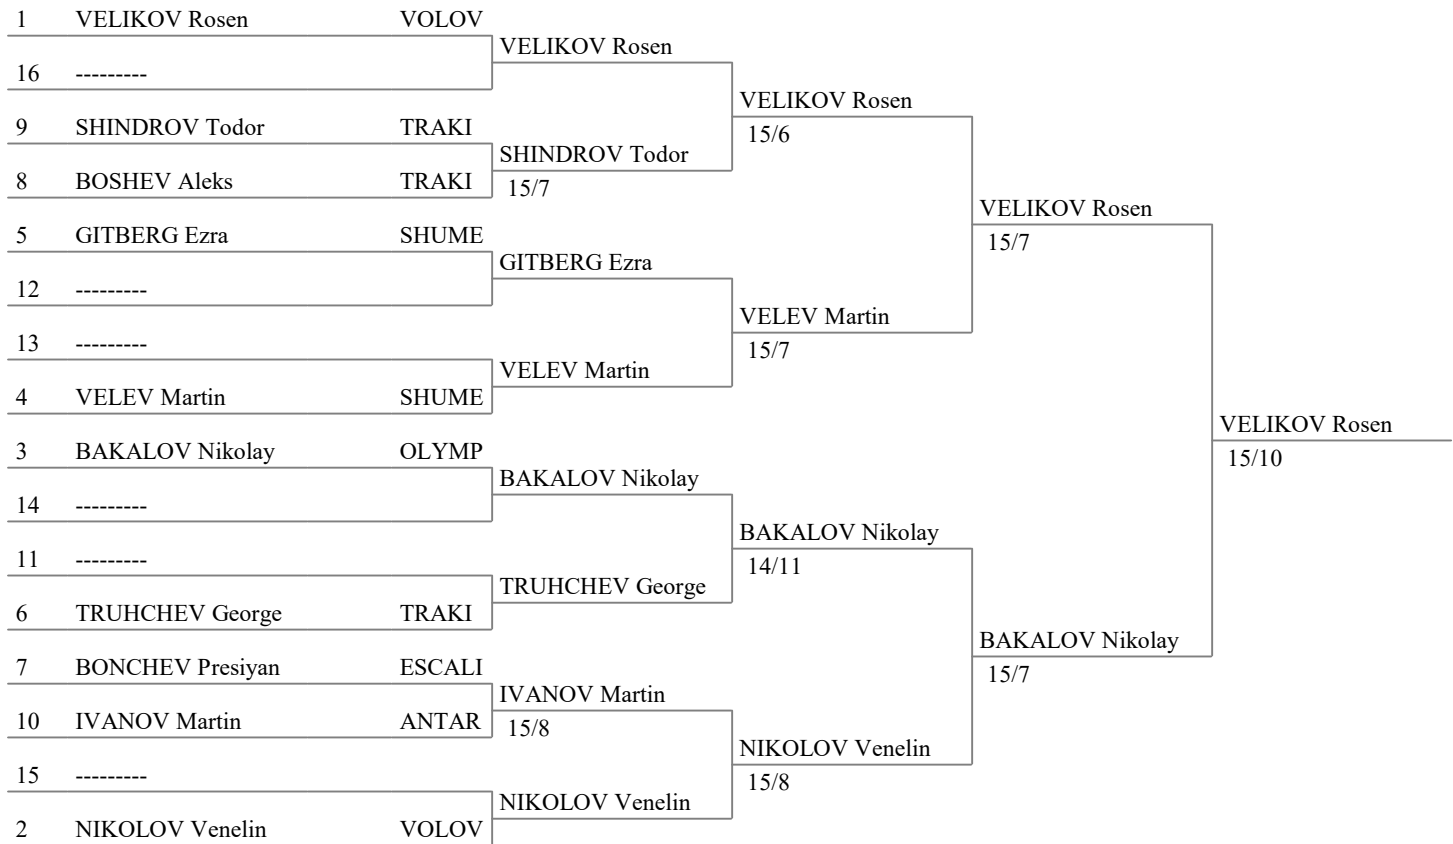 1 VELIKOV Rosen VOLOV
VELIKOV Rosen
16 ---------
VELIKOV Rosen
15/6
9 SHINDROV Todor TRAKI
SHINDROV Todor
15/7
8 BOSHEV Aleks TRAKI
VELIKOV Rosen
15/7
5 GITBERG Ezra SHUME
GITBERG Ezra
12 ---------
VELEV Martin
15/7
13 ---------
VELEV Martin
4 VELEV Martin SHUME
VELIKOV Rosen
15/10
3 BAKALOV Nikolay OLYMP
BAKALOV Nikolay
14 ---------
BAKALOV Nikolay
14/11
11 ---------
TRUHCHEV George
6 TRUHCHEV George TRAKI
BAKALOV Nikolay
15/7
7 BONCHEV Presiyan ESCALI
IVANOV Martin
15/8
10 IVANOV Martin ANTAR
NIKOLOV Venelin
15/8
15 ---------
NIKOLOV Venelin
2 NIKOLOV Venelin VOLOV